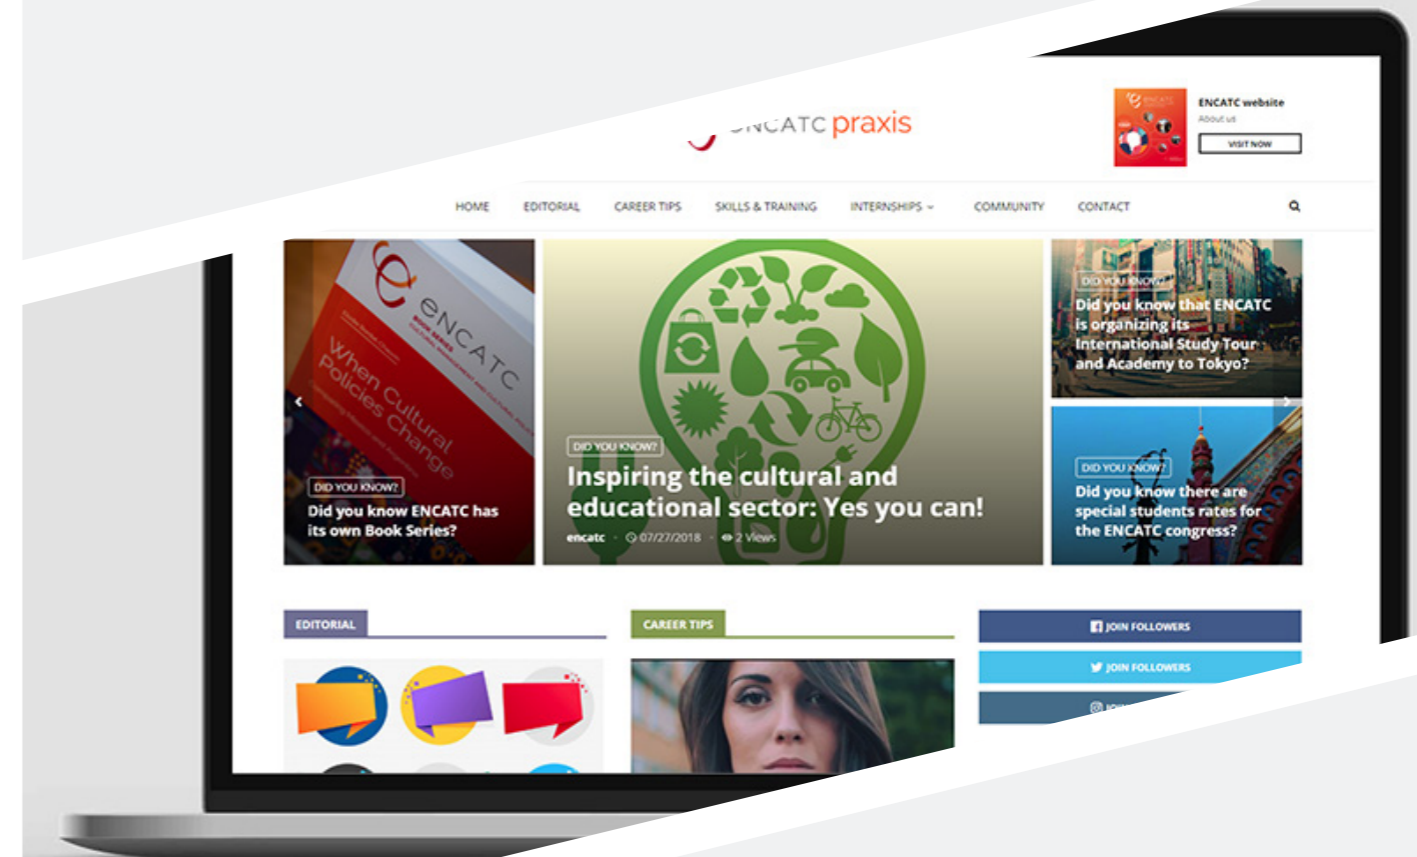 ENCATC praxis
ENCATC website
About us
VISIT NOW
HOME EDITORIAL CAREER TIPS SKILLS & TRAINING INTERNSHIPS COMMUNITY CONTACT
encatc
BOOK SERIES
When Cultural
Policies Change
DID YOU KNOW?
Did you know ENCATC has
its own Book Series?
DID YOU KNOW?
Inspiring the cultural and
educational sector: Yes you can!
encatc - 07/27/2018 - 2 Views
DID YOU KNOW?
Did you know that ENCATC
is organizing its
International Study Tour
and Academy to Tokyo?
DID YOU KNOW?
Did you know there are
special students rates for
the ENCATC congress?
EDITORIAL
CAREER TIPS
JOIN FOLLOWERS
JOIN FOLLOWERS